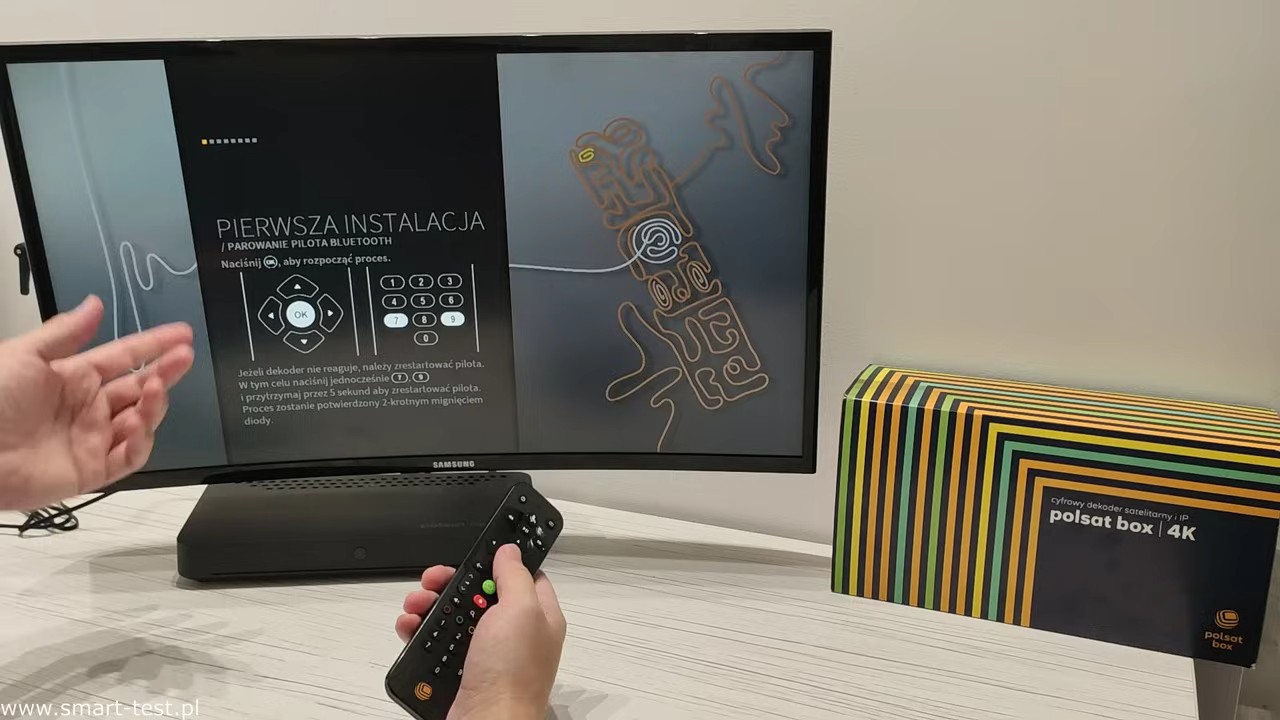 PIERWSZA INSTALACJA
/ PAROWANIE PILOTA BLUETOOTH
Naciśnij OK, aby rozpocząć proces.
OK
1 2 3
4 5 6
7 8 9
0
Jeżeli dekoder nie reaguje, należy zrestartować pilota.
W tym celu naciśnij jednocześnie 7, 9
i przytrzymaj przez 5 sekund aby zrestartować pilota.
Proces zostanie potwierdzony 2-krotnym mignięciem
diody.
SAMSUNG
cyfrowy dekoder satelitarny i IP
polsat box | 4K
polsat
box
www.smart-test.pl